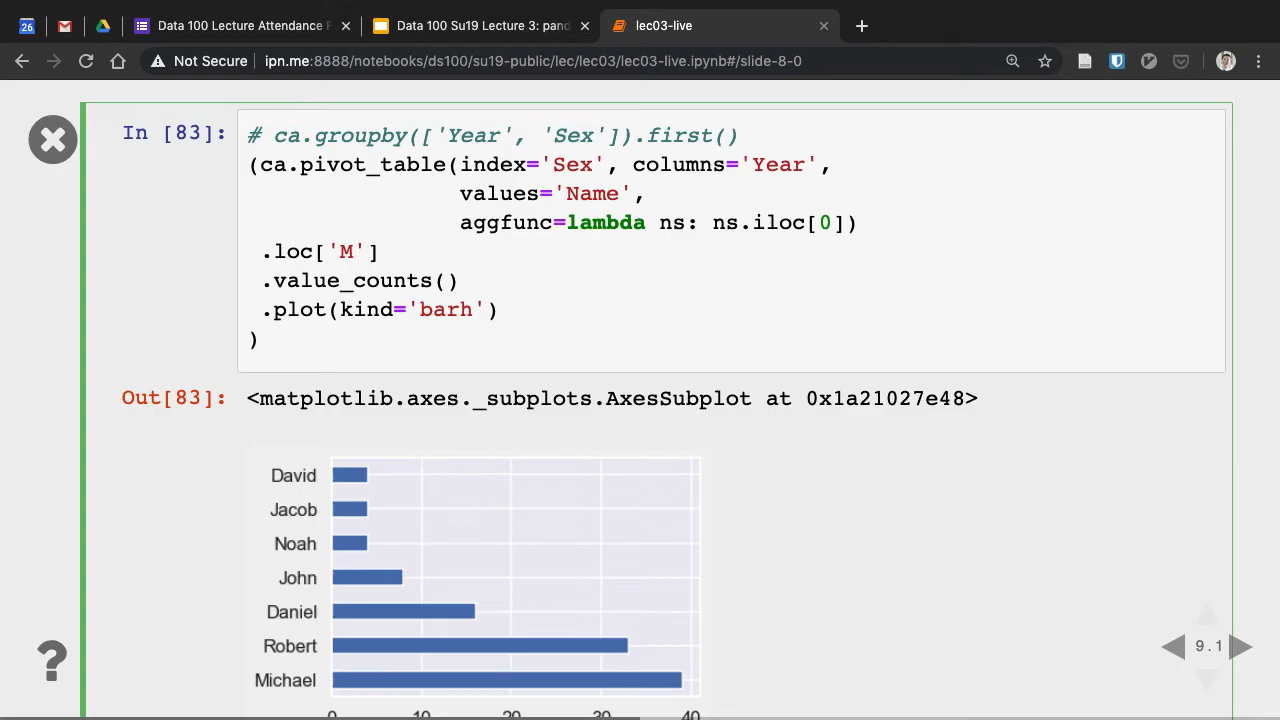 26
Data 100 Lecture Attendance F
Data 100 Su19 Lecture 3: pand
lec03-live
Not Secure
ipn.me:8888/notebooks/ds100/su19-public/lec/lec03/lec03-live.ipynb#/slide-8-0
In [83]:
# ca.groupby(['Year', 'Sex']).first()
(ca.pivot_table(index='Sex', columns='Year',
values='Name',
aggfunc=lambda ns: ns.iloc[0])
.loc['M']
.value_counts()
.plot(kind='barh')
)
Out[83]:
<matplotlib.axes._subplots.AxesSubplot at 0x1a21027e48>
David
Jacob
Noah
John
Daniel
Robert
Michael
0 10 20 30 40
?
9.1